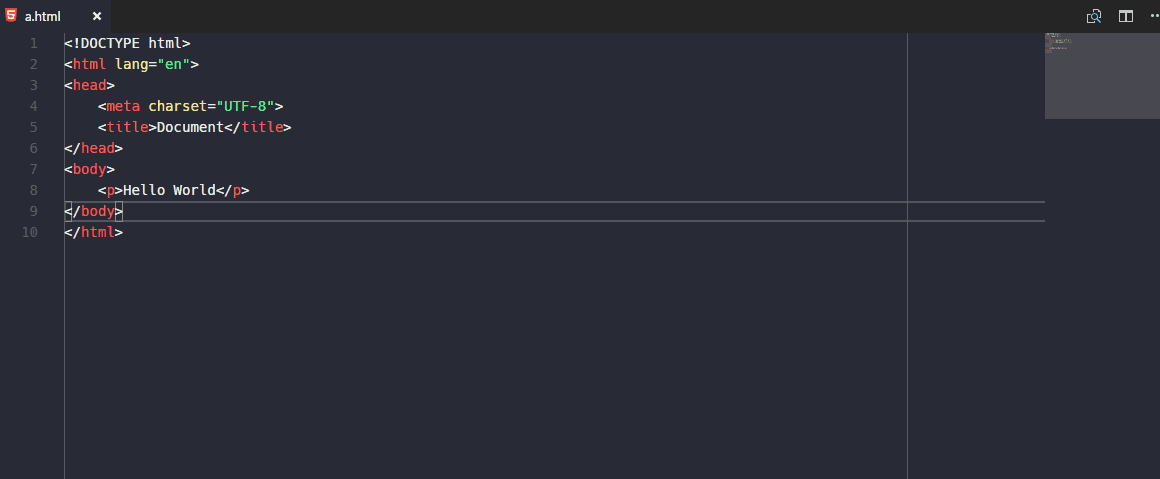 a.html
1 <!DOCTYPE html>
2 <html lang="en">
3 <head>
4     <meta charset="UTF-8">
5     <title>Document</title>
6 </head>
7 <body>
8     <p>Hello World</p>
9 </body>
10 </html>